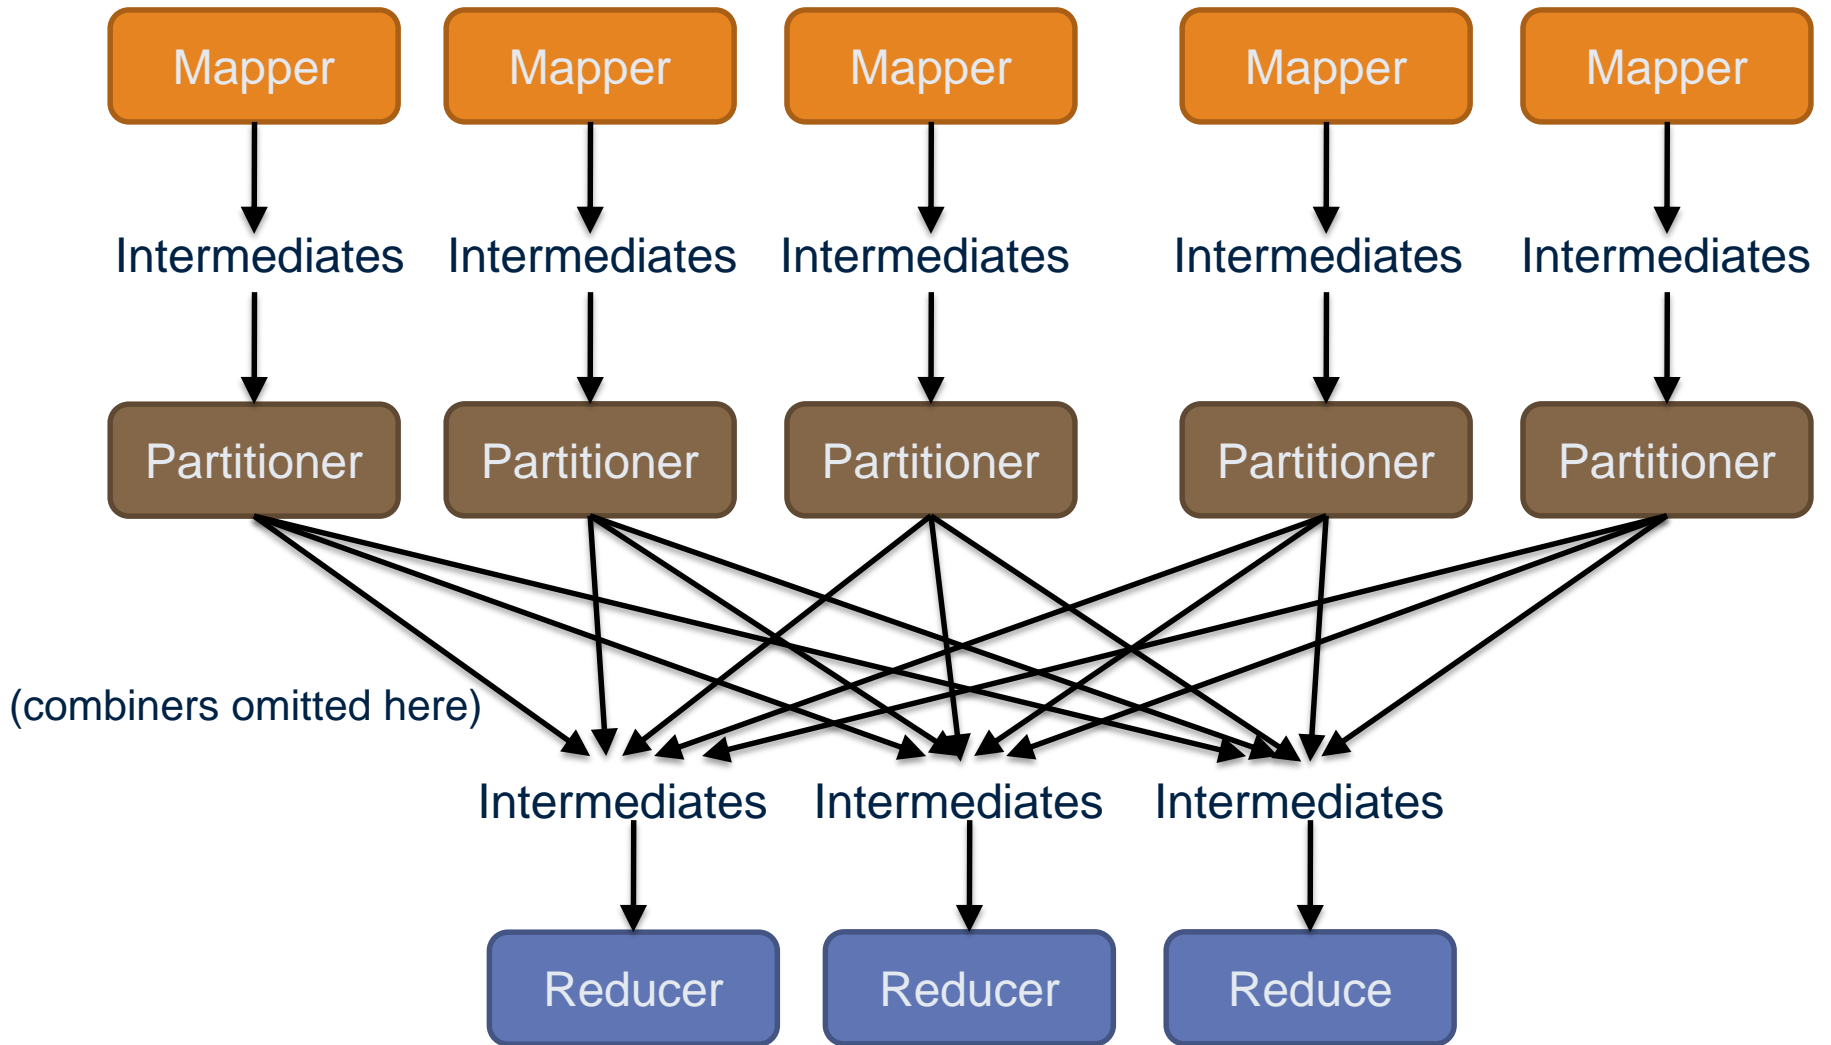 Mapper Mapper Mapper Mapper Mapper
Intermediates Intermediates Intermediates Intermediates Intermediates
Partitioner Partitioner Partitioner Partitioner Partitioner
(combiners omitted here)
Intermediates Intermediates Intermediates
Reducer Reducer Reduce